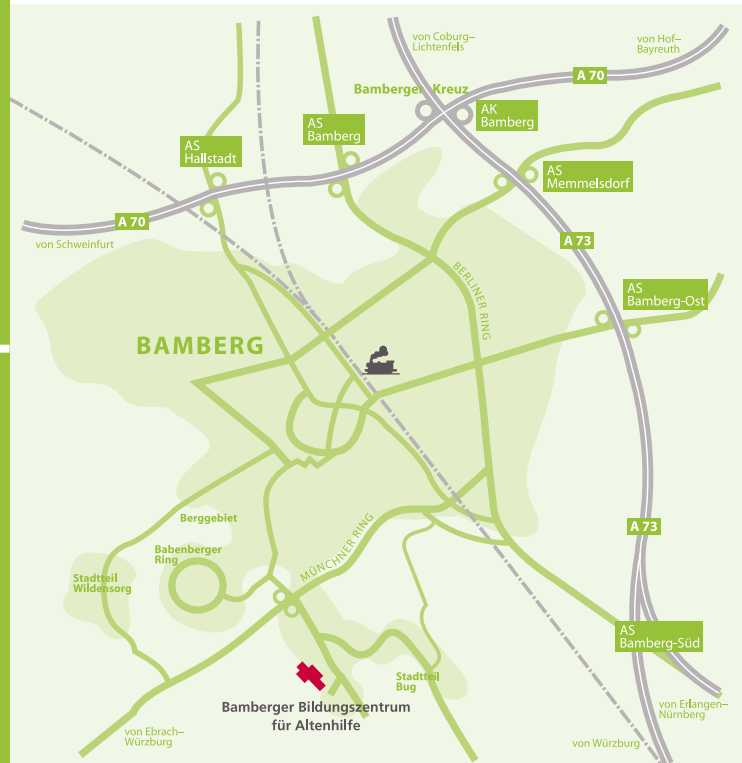 von Coburg–
Lichtenfels
von Hof–
Bayreuth
A 70
Bamberger Kreuz
AK
Bamberg
AS
Bamberg
AS
Hallstadt
AS
Memmelsdorf
A 70
von Schweinfurt
A 73
BERLINER RING
AS
Bamberg-Ost
BAMBERG
Berggebiet
MÜNCHNER RING
A 73
Babenberger
Ring
Stadtteil
Wildensorg
AS
Bamberg-Süd
Stadtteil
Bug
Bamberger Bildungszentrum
für Altenhilfe
von Erlangen–
Nürnberg
von Ebrach–
Würzburg
von Würzburg